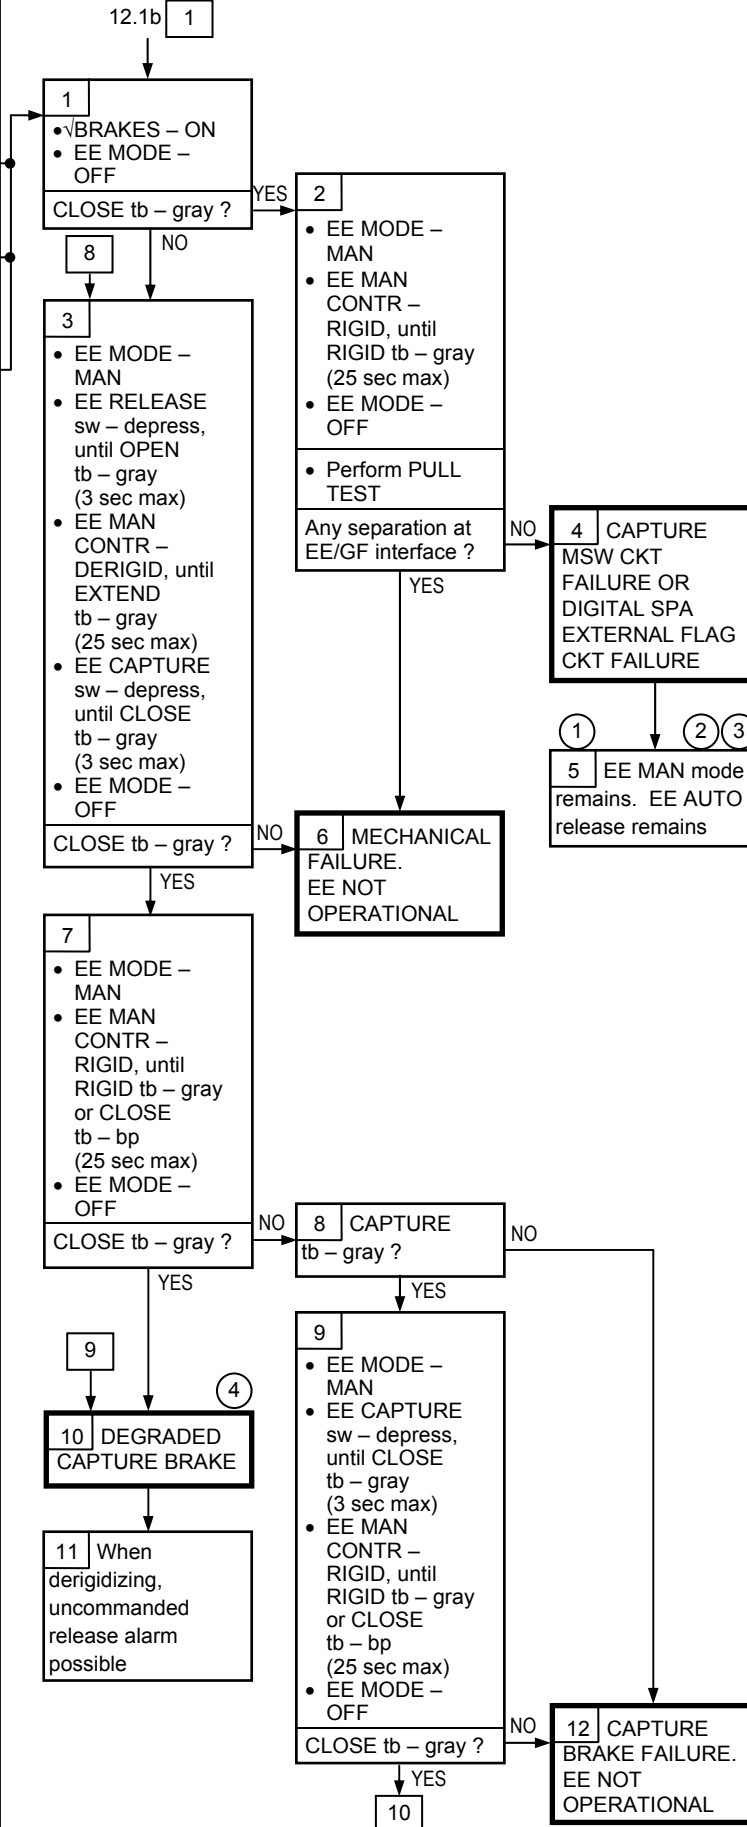 12.1b 1
1
•√BRAKES – ON
• EE MODE –
OFF
CLOSE tb – gray ?
YES
NO
8
2
• EE MODE –
MAN
• EE MAN
CONTR –
RIGID, until
RIGID tb – gray
(25 sec max)
• EE MODE –
OFF
• Perform PULL
TEST
Any separation at
EE/GF interface ?
NO
YES
3
• EE MODE –
MAN
• EE RELEASE
sw – depress,
until OPEN
tb – gray
(3 sec max)
• EE MAN
CONTR –
DERIGID, until
EXTEND
tb – gray
(25 sec max)
• EE CAPTURE
sw – depress,
until CLOSE
tb – gray
(3 sec max)
• EE MODE –
OFF
CLOSE tb – gray ?
NO
YES
4 CAPTURE
MSW CKT
FAILURE OR
DIGITAL SPA
EXTERNAL FLAG
CKT FAILURE
1 2 3
5 EE MAN mode
remains. EE AUTO
release remains
6 MECHANICAL
FAILURE.
EE NOT
OPERATIONAL
7
• EE MODE –
MAN
• EE MAN
CONTR –
RIGID, until
RIGID tb – gray
or CLOSE
tb – bp
(25 sec max)
• EE MODE –
OFF
CLOSE tb – gray ?
NO
YES
8 CAPTURE
tb – gray ?
NO
YES
9
• EE MODE –
MAN
• EE CAPTURE
sw – depress,
until CLOSE
tb – gray
(3 sec max)
• EE MAN
CONTR –
RIGID, until
RIGID tb – gray
or CLOSE
tb – bp
(25 sec max)
• EE MODE –
OFF
CLOSE tb – gray ?
NO
YES
10
9
4
10 DEGRADED
CAPTURE BRAKE
11 When
derigidizing,
uncommanded
release alarm
possible
12 CAPTURE
BRAKE FAILURE.
EE NOT
OPERATIONAL